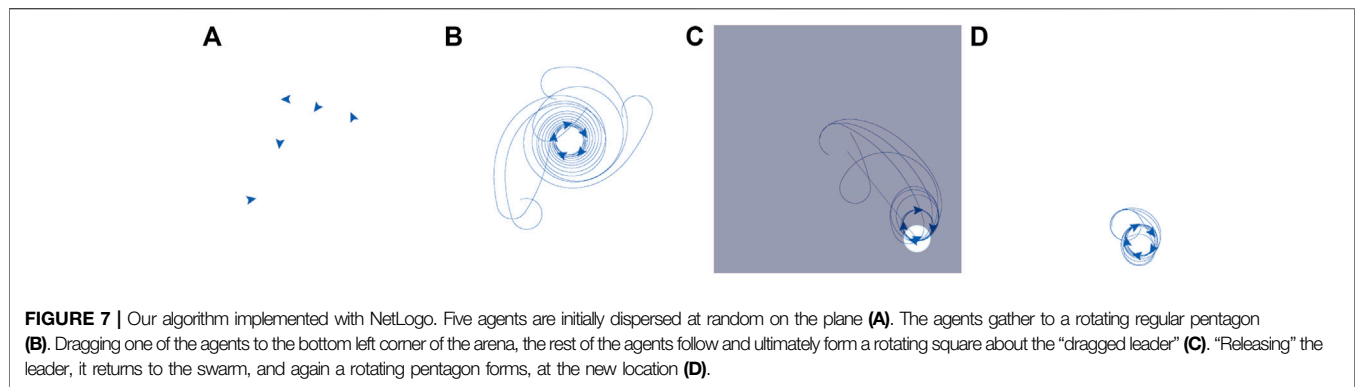 A B C D
FIGURE 7 | Our algorithm implemented with NetLogo. Five agents are initially dispersed at random on the plane (A). The agents gather to a rotating regular pentagon
(B). Dragging one of the agents to the bottom left corner of the arena, the rest of the agents follow and ultimately form a rotating square about the “dragged leader” (C). “Releasing” the
leader, it returns to the swarm, and again a rotating pentagon forms, at the new location (D).